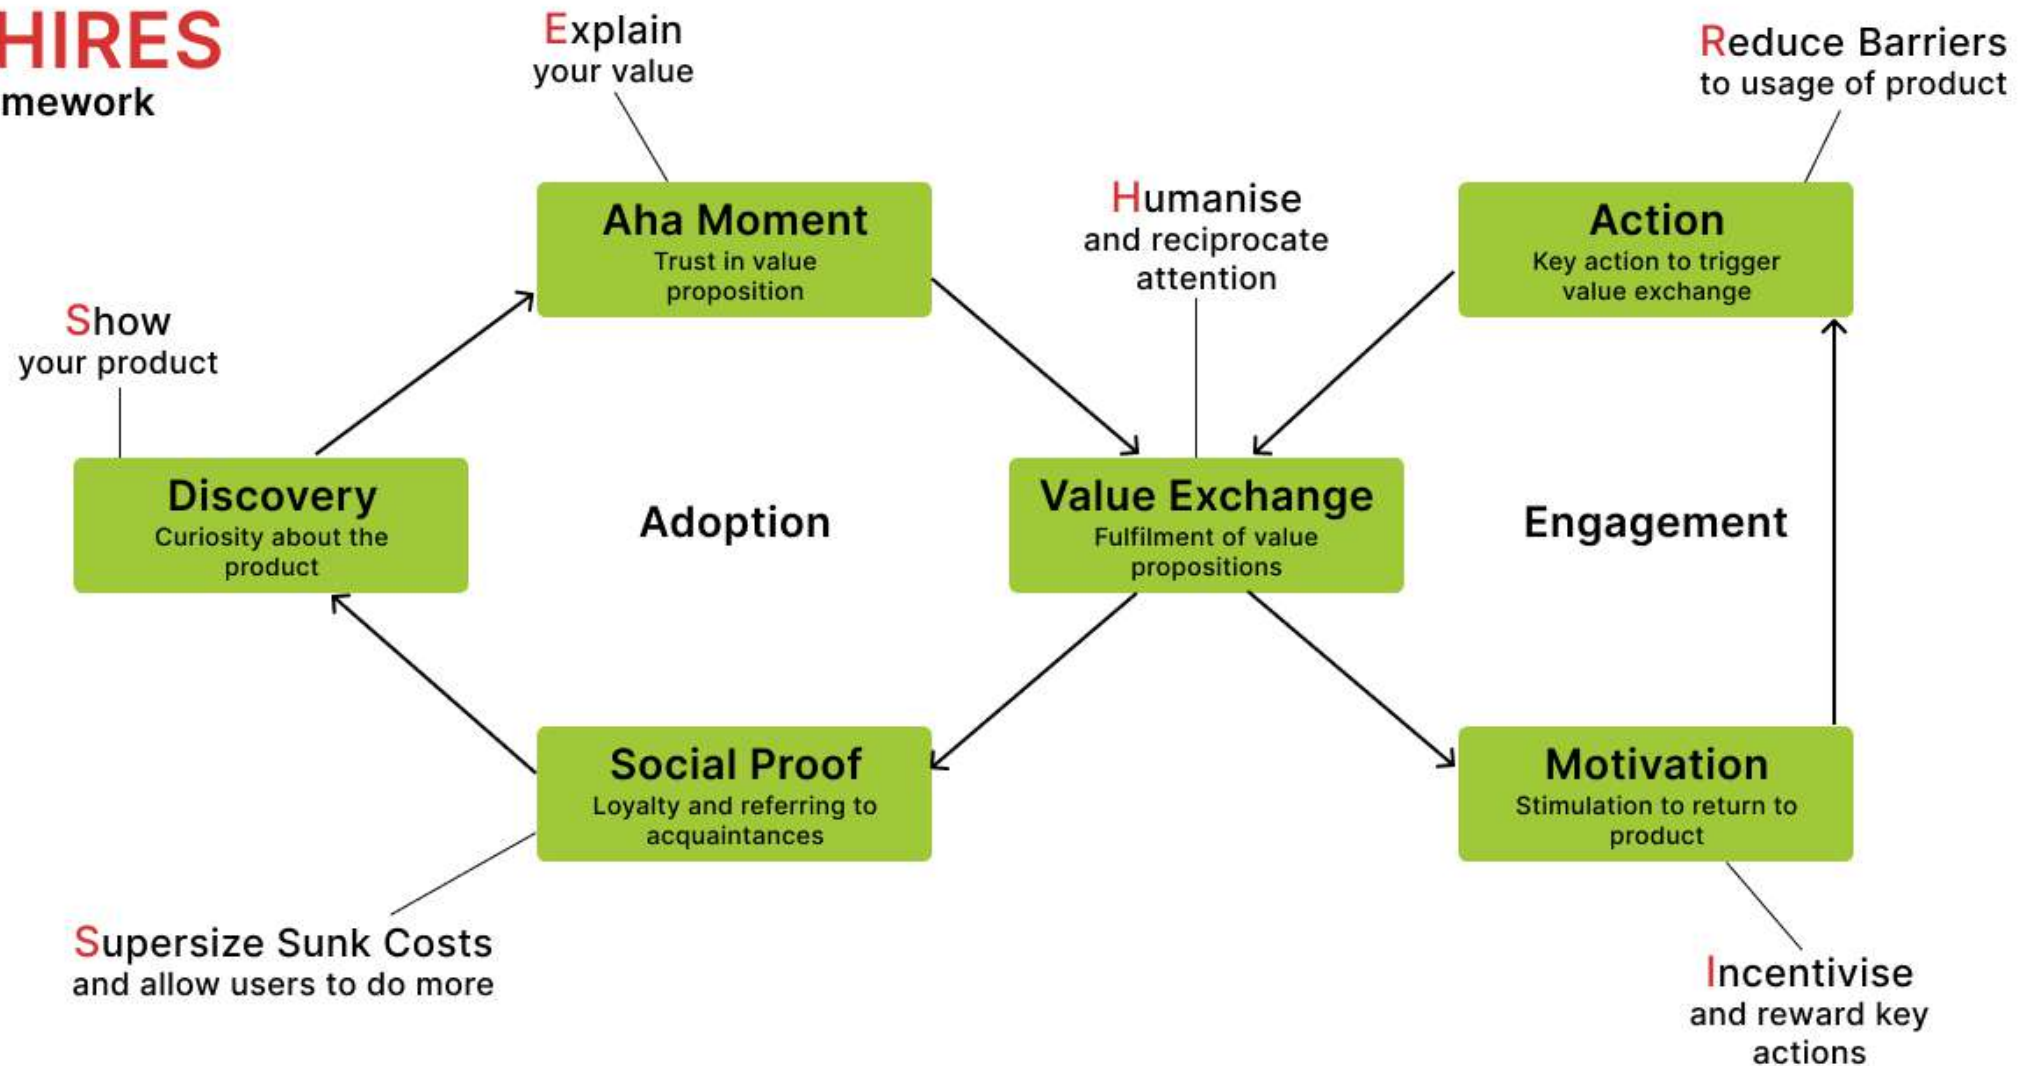 HIRES
mework
Explain
your value
Reduce Barriers
to usage of product
Aha Moment
Trust in value
proposition
Humanise
and reciprocate
attention
Action
Key action to trigger
value exchange
Show
your product
Discovery
Curiosity about the
product
Adoption
Value Exchange
Fulfilment of value
propositions
Engagement
Social Proof
Loyalty and referring to
acquaintances
Motivation
Stimulation to return to
product
Supersize Sunk Costs
and allow users to do more
Incentivise
and reward key
actions